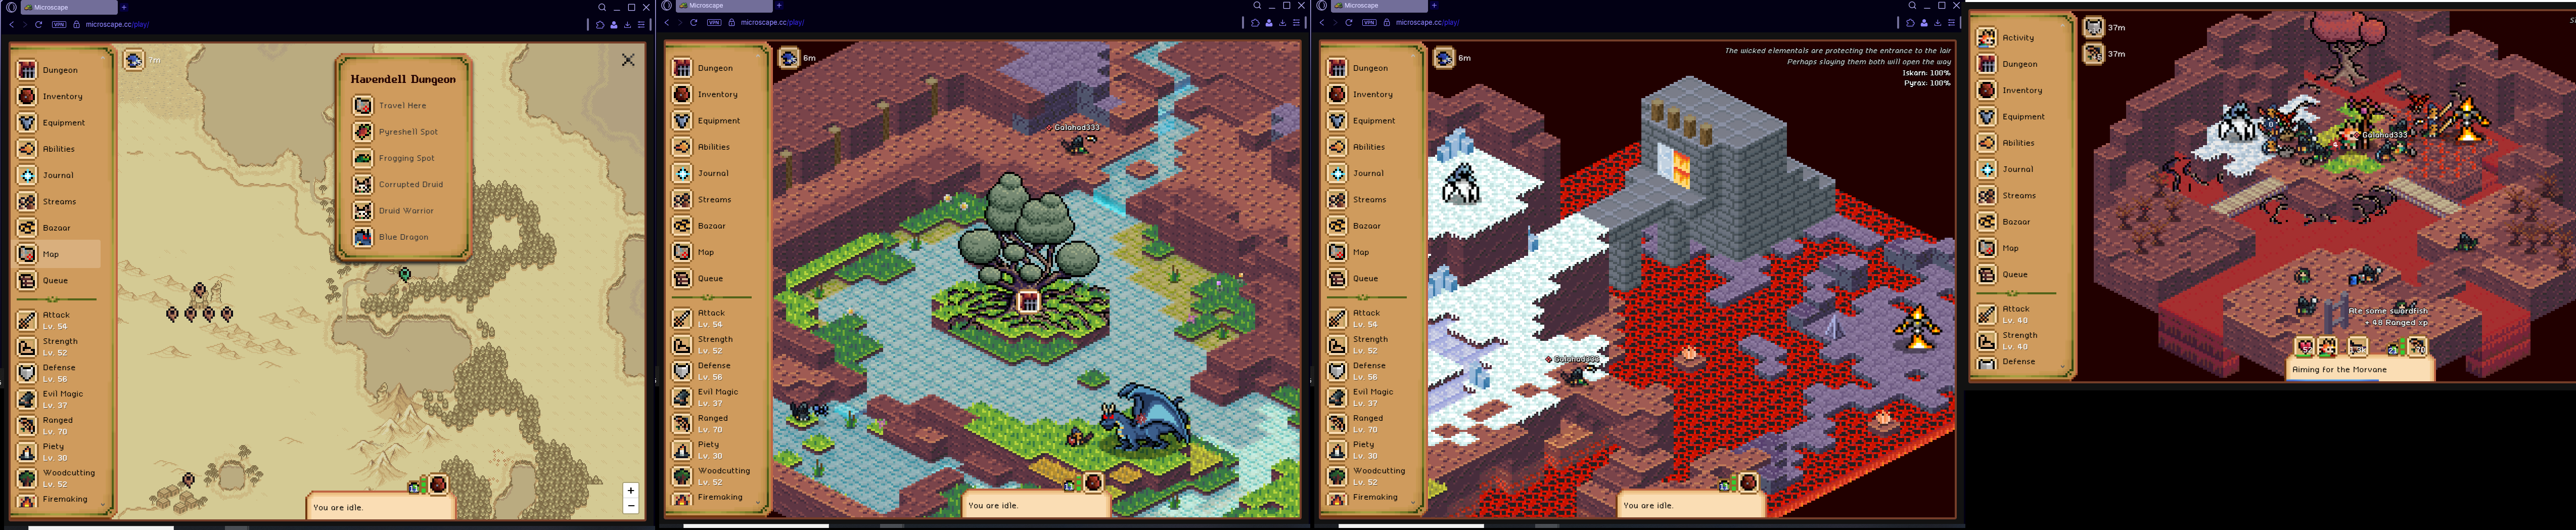 Microscape
VPN
microscape.cc/play/
Dungeon
Inventory
Equipment
Abilities
Journal
Streams
Bazaar
Map
Queue
Attack
Lv. 54
Strength
Lv. 52
Defense
Lv. 56
Evil Magic
Lv. 37
Ranged
Lv. 70
Piety
Lv. 30
Woodcutting
Lv. 52
Firemaking
7m
Havendell Dungeon
Travel Here
Pyreshell Spot
Frogging Spot
Corrupted Druid
Druid Warrior
Blue Dragon
You are idle.
Microscape
VPN
microscape.cc/play/
Dungeon
Inventory
Equipment
Abilities
Journal
Streams
Bazaar
Map
Queue
Attack
Lv. 54
Strength
Lv. 52
Defense
Lv. 56
Evil Magic
Lv. 37
Ranged
Lv. 70
Piety
Lv. 30
Woodcutting
Lv. 52
Firemaking
6m
Galahad333
You are idle.
Microscape
VPN
microscape.cc/play/
Dungeon
Inventory
Equipment
Abilities
Journal
Streams
Bazaar
Map
Queue
Attack
Lv. 54
Strength
Lv. 52
Defense
Lv. 56
Evil Magic
Lv. 37
Ranged
Lv. 70
Piety
Lv. 30
Woodcutting
Lv. 52
Firemaking
6m
The wicked elementals are protecting the entrance to the lair
Perhaps slaying them both will open the way
Iskarn: 100%
Pyrax: 100%
Galahad333
You are idle.
Activity
Dungeon
Inventory
Equipment
Abilities
Journal
Streams
Bazaar
Map
Queue
Attack
Lv. 40
Strength
Lv. 40
Defense
37m
37m
Galahad333
Ate some swordfish
+ 48 Ranged xp
Aiming for the Morvane